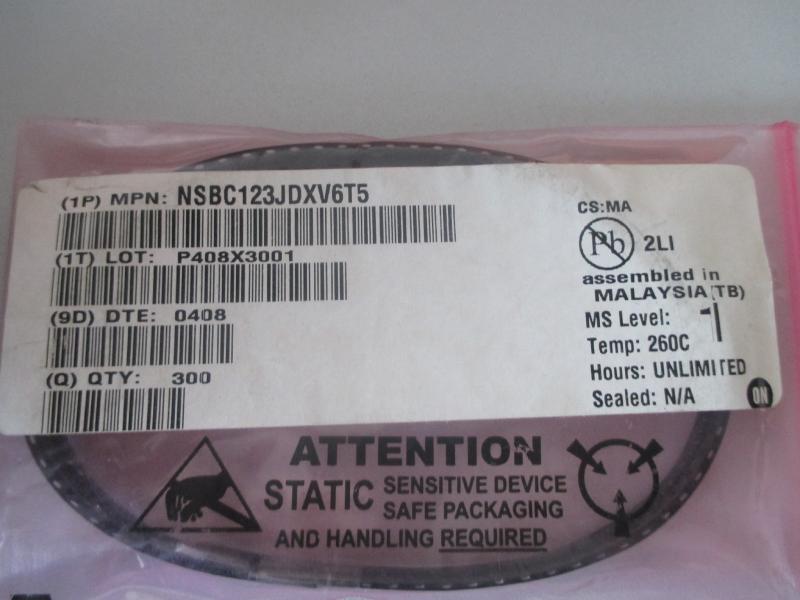 (1P) MPN: NSBC123JDXV6T5
(1T) LOT: P408X3001
(9D) DTE: 0408
(Q) QTY: 300
CS:MA
Pb 2LI
assembled in
MALAYSIA(TB)
MS Level: 1
Temp: 260C
Hours: UNLIMITED
Sealed: N/A
ON
ATTENTION
STATIC SENSITIVE DEVICE
SAFE PACKAGING
AND HANDLING REQUIRED